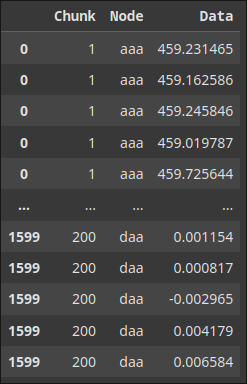 Chunk Node Data
0 1 aaa 459.231465
0 1 aaa 459.162586
0 1 aaa 459.245846
0 1 aaa 459.019787
0 1 aaa 459.725644
... ... ... ...
1599 200 daa 0.001154
1599 200 daa 0.000817
1599 200 daa -0.002965
1599 200 daa 0.004179
1599 200 daa 0.006584